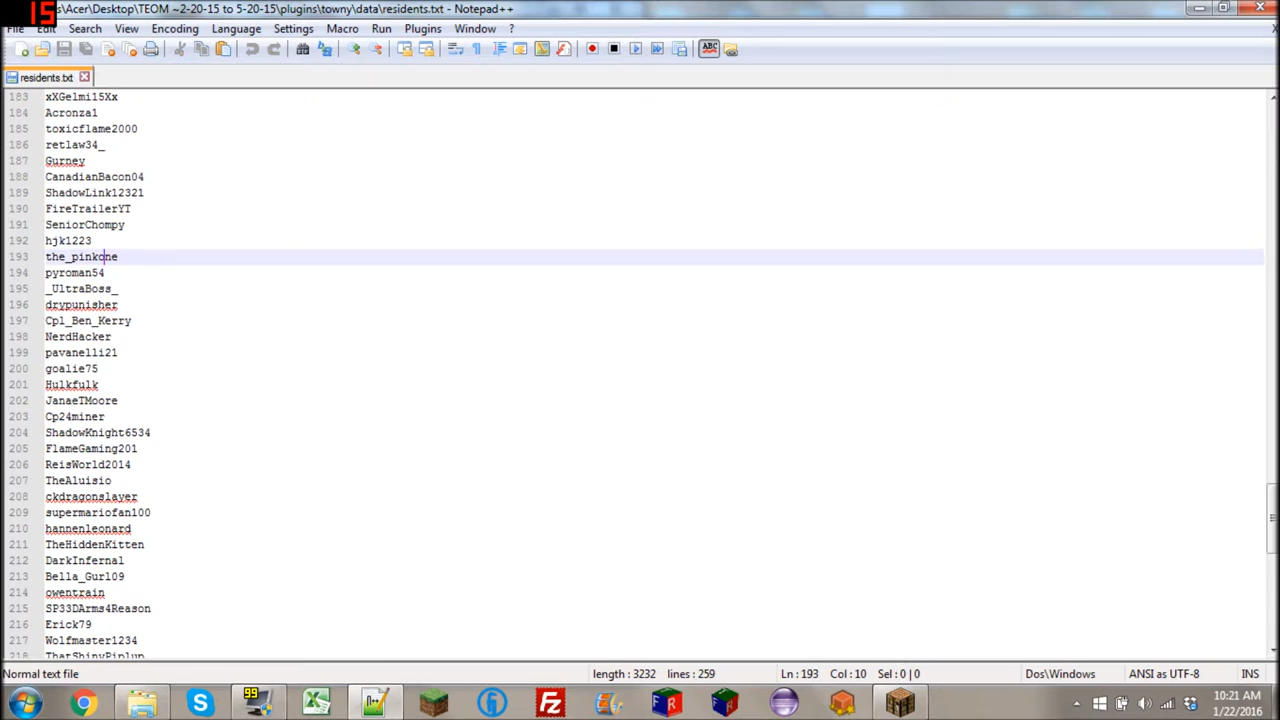 15
s\Acer\Desktop\TEOM ~2-20-15 to 5-20-15\plugins\towny\data\residents.txt - Notepad++
File Edit Search View Encoding Language Settings Macro Run Plugins Window ? X
ABC
residents.txt
183 xXGelmi15Xx
184 Acronza1
185 toxicflame2000
186 retlaw34_
187 Gurney
188 CanadianBacon04
189 ShadowLink12321
190 FireTrailerYT
191 SeniorChompy
192 hjk1223
193 the_pinkone
194 pyroman54
195 _UltraBoss_
196 drypunisher
197 Cpl_Ben_Kerry
198 NerdHacker
199 pavanelli21
200 goalie75
201 Hulkfulk
202 JanaeTMoore
203 Cp24miner
204 ShadowKnight6534
205 FlameGaming201
206 ReisWorld2014
207 TheAluisio
208 ckdragonslayer
209 supermariofan100
210 hannenleonard
211 TheHiddenKitten
212 DarkInfernal
213 Bella_Gurl09
214 owentrain
215 SP33DArms4Reason
216 Erick79
217 Wolfmaster1234
218 ThatShinyPiplup
Normal text file length : 3232 lines : 259 Ln : 193 Col : 10 Sel : 0 | 0 Dos\Windows ANSI as UTF-8 INS
99
10:21 AM
1/22/2016